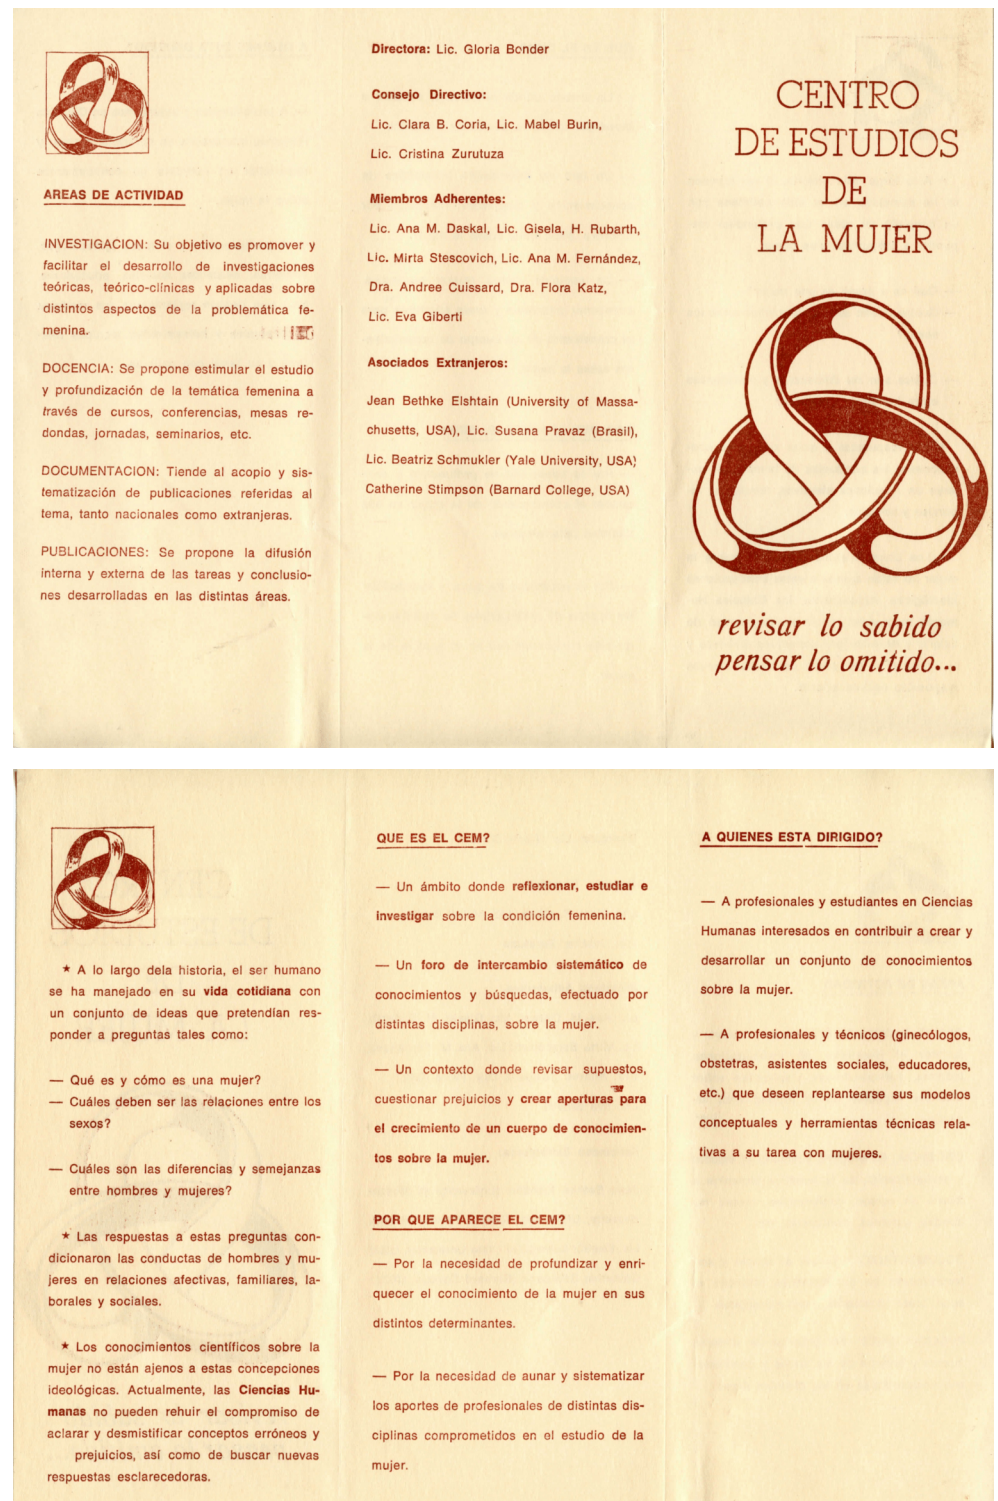 AREAS DE ACTIVIDAD
INVESTIGACION: Su objetivo es promover y
facilitar el desarrollo de investigaciones
teóricas, teórico-clínicas y aplicadas sobre
distintos aspectos de la problemática fe-
menina.
DOCENCIA: Se propone estimular el estudio
y profundización de la temática femenina a
través de cursos, conferencias, mesas re-
dondas, jornadas, seminarios, etc.
DOCUMENTACION: Tiende al acopio y sis-
tematización de publicaciones referidas al
tema, tanto nacionales como extranjeras.
PUBLICACIONES: Se propone la difusión
interna y externa de las tareas y conclusio-
nes desarrolladas en las distintas áreas.
Directora: Lic. Gloria Bonder
Consejo Directivo:
Lic. Clara B. Coria, Lic. Mabel Burin,
Lic. Cristina Zurutuza
Miembros Adherentes:
Lic. Ana M. Daskal, Lic. Gisela, H. Rubarth,
Lic. Mirta Stescovich, Lic. Ana M. Fernández,
Dra. Andree Cuissard, Dra. Flora Katz,
Lic. Eva Giberti
Asociados Extranjeros:
Jean Bethke Elshtain (University of Massa-
chusetts, USA), Lic. Susana Pravaz (Brasil),
Lic. Beatriz Schmukler (Yale University, USA)
Catherine Stimpson (Barnard College, USA)
CENTRO
DE ESTUDIOS
DE
LA MUJER
revisar lo sabido
pensar lo omitido...
★ A lo largo dela historia, el ser humano
se ha manejado en su vida cotidiana con
un conjunto de ideas que pretendían res-
ponder a preguntas tales como:
— Qué es y cómo es una mujer?
— Cuáles deben ser las relaciones entre los
sexos?
— Cuáles son las diferencias y semejanzas
entre hombres y mujeres?
★ Las respuestas a estas preguntas con-
dicionaron las conductas de hombres y mu-
jeres en relaciones afectivas, familiares, la-
borales y sociales.
★ Los conocimientos científicos sobre la
mujer no están ajenos a estas concepciones
ideológicas. Actualmente, las Ciencias Hu-
manas no pueden rehuir el compromiso de
aclarar y desmistificar conceptos erróneos y
prejuicios, así como de buscar nuevas
respuestas esclarecedoras.
QUE ES EL CEM?
— Un ámbito donde reflexionar, estudiar e
investigar sobre la condición femenina.
— Un foro de intercambio sistemático de
conocimientos y búsquedas, efectuado por
distintas disciplinas, sobre la mujer.
— Un contexto donde revisar supuestos,
cuestionar prejuicios y crear aperturas para
el crecimiento de un cuerpo de conocimien-
tos sobre la mujer.
POR QUE APARECE EL CEM?
— Por la necesidad de profundizar y enri-
quecer el conocimiento de la mujer en sus
distintos determinantes.
— Por la necesidad de aunar y sistematizar
los aportes de profesionales de distintas dis-
ciplinas comprometidos en el estudio de la
mujer.
A QUIENES ESTA DIRIGIDO?
— A profesionales y estudiantes en Ciencias
Humanas interesados en contribuir a crear y
desarrollar un conjunto de conocimientos
sobre la mujer.
— A profesionales y técnicos (ginecólogos,
obstetras, asistentes sociales, educadores,
etc.) que deseen replantearse sus modelos
conceptuales y herramientas técnicas rela-
tivas a su tarea con mujeres.